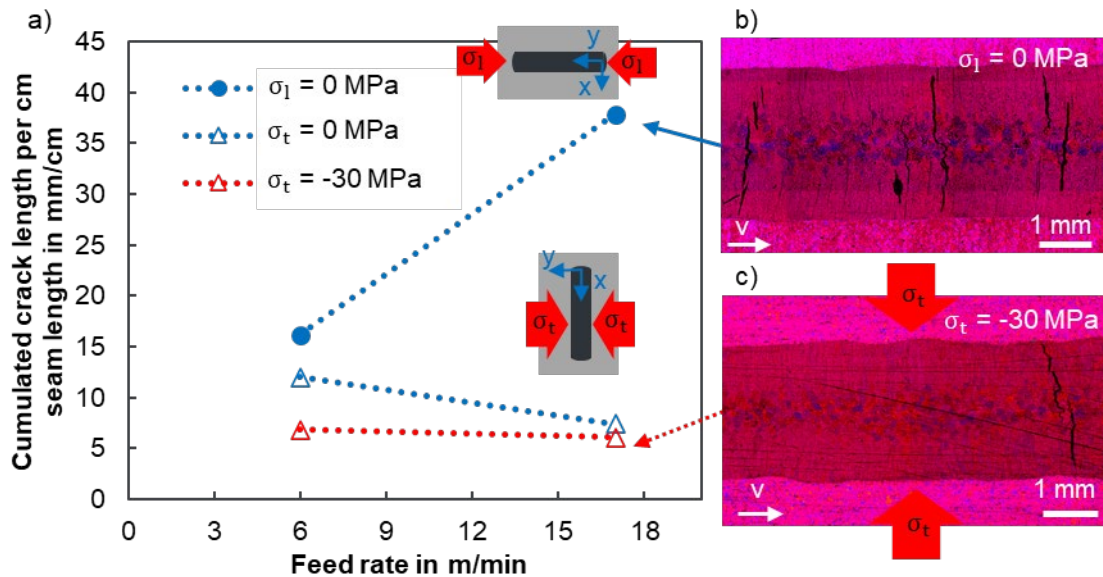 a)
45
40
35
30
25
20
15
10
5
0
Cumulated crack length per cm
seam length in mm/cm
0 3 6 9 12 15 18
Feed rate in m/min
σₗ = 0 MPa
σₜ = 0 MPa
σₜ = -30 MPa
σₗ y σₗ
x
y
x
σₜ σₜ
b)
σₗ = 0 MPa
v 1 mm
c)
σₜ
σₜ = -30 MPa
v 1 mm
σₜ